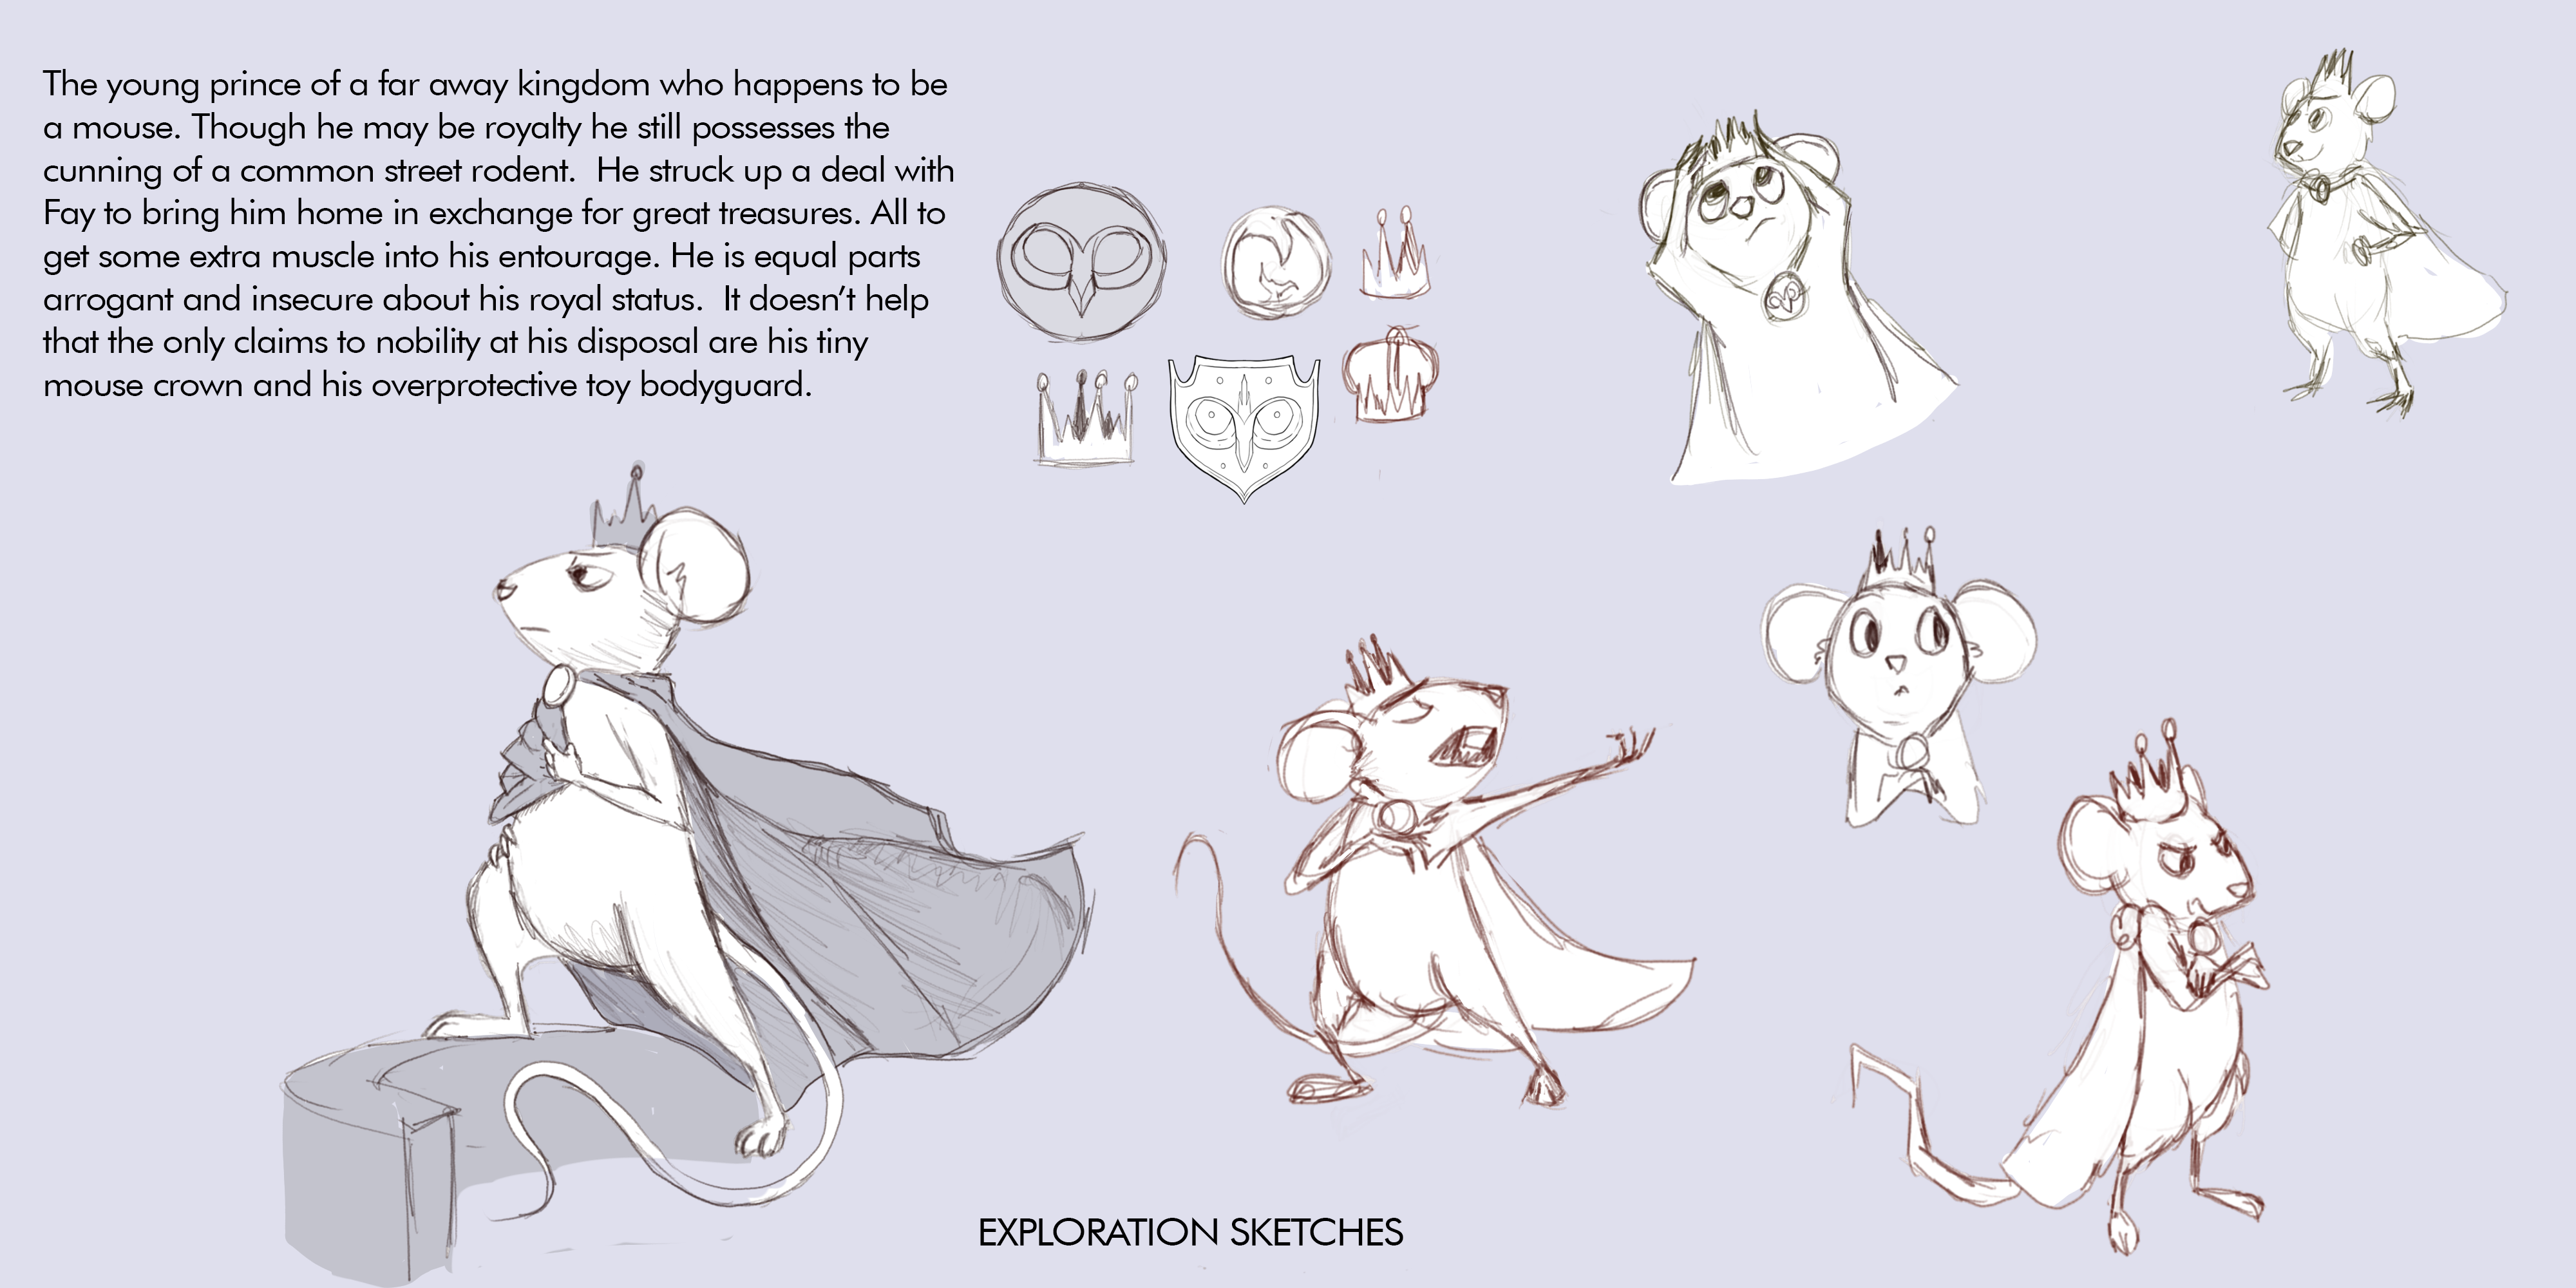 The young prince of a far away kingdom who happens to be
a mouse. Though he may be royalty he still possesses the
cunning of a common street rodent.  He struck up a deal with
Fay to bring him home in exchange for great treasures. All to
get some extra muscle into his entourage. He is equal parts
arrogant and insecure about his royal status.  It doesn't help
that the only claims to nobility at his disposal are his tiny
mouse crown and his overprotective toy bodyguard.
EXPLORATION SKETCHES